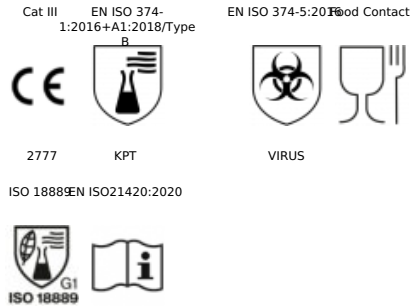 Cat III
EN ISO 374-
1:2016+A1:2018/Type
B
EN ISO 374-5:2016
Food Contact
CE
2777
KPT
VIRUS
ISO 18889
EN ISO21420:2020
G1
ISO 18889
i